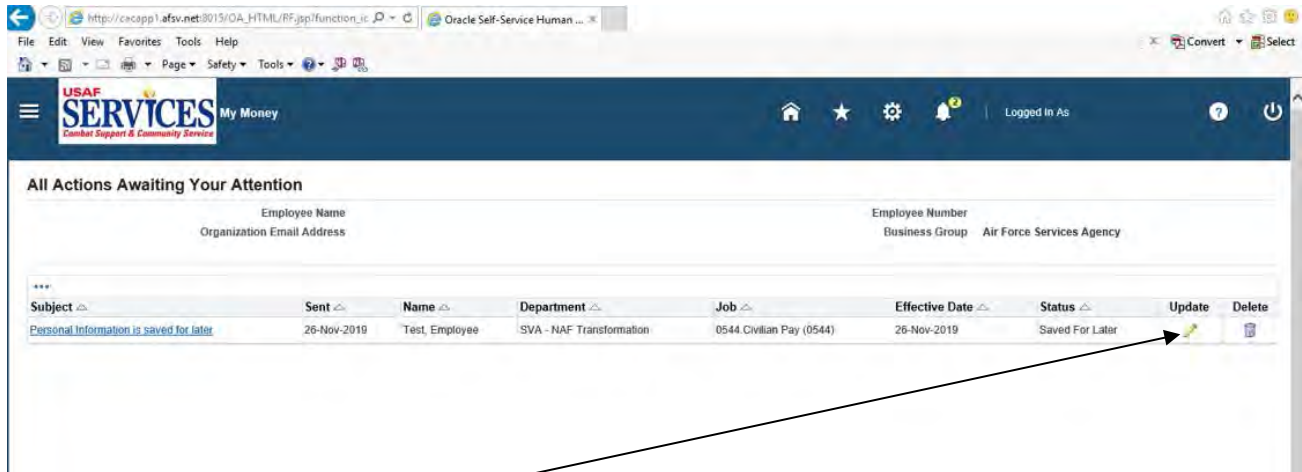 http://cacapp1.afsv.net:8015/OA_HTML/RF.jsp?function_ic
Oracle Self-Service Human ...
File Edit View Favorites Tools Help
Convert Select
Page Safety Tools
USAF
SERVICES
Combat Support & Community Service
My Money
2
Logged In As
?
All Actions Awaiting Your Attention
Employee Name
Employee Number
Organization Email Address
Business Group Air Force Services Agency
Subject Sent Name Department Job Effective Date Status Update Delete
Personal Information is saved for later 26-Nov-2019 Test, Employee SVA - NAF Transformation 0544.Civilian Pay (0544) 26-Nov-2019 Saved For Later